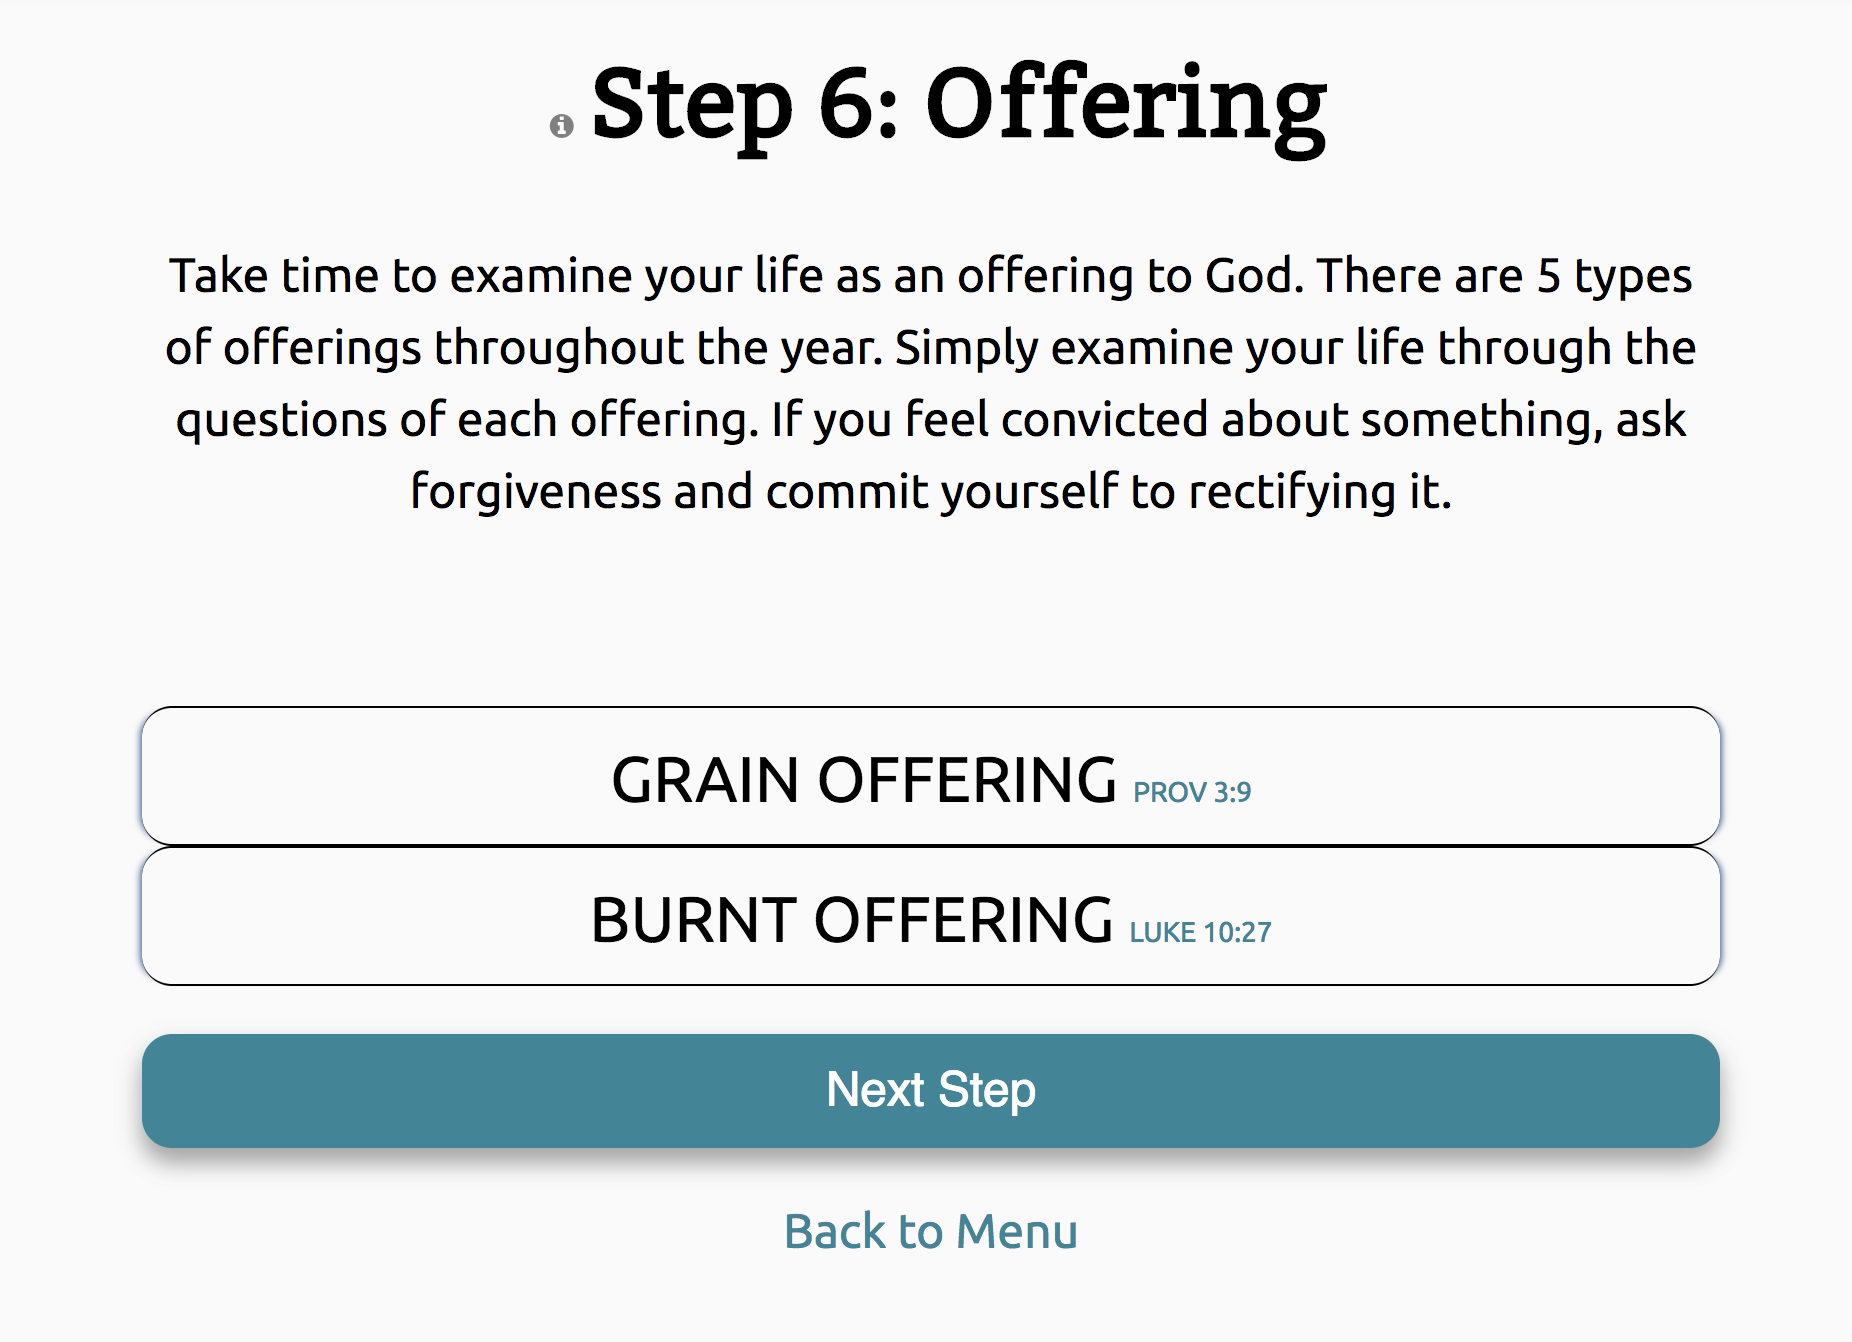 Step 6: Offering
Take time to examine your life as an offering to God. There are 5 types
of offerings throughout the year. Simply examine your life through the
questions of each offering. If you feel convicted about something, ask
forgiveness and commit yourself to rectifying it.
GRAIN OFFERING PROV 3:9
BURNT OFFERING LUKE 10:27
Next Step
Back to Menu